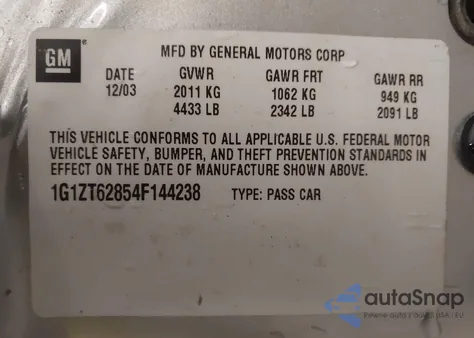 GM
MFD BY GENERAL MOTORS CORP
DATE GVWR GAWR FRT GAWR RR
12/03 2011 KG 1062 KG 949 KG
4433 LB 2342 LB 2091 LB
THIS VEHICLE CONFORMS TO ALL APPLICABLE U.S. FEDERAL MOTOR
VEHICLE SAFETY, BUMPER, AND THEFT PREVENTION STANDARDS IN
EFFECT ON THE DATE OF MANUFACTURE SHOWN ABOVE.
1G1ZT62854F144238 TYPE: PASS CAR
autaSnap